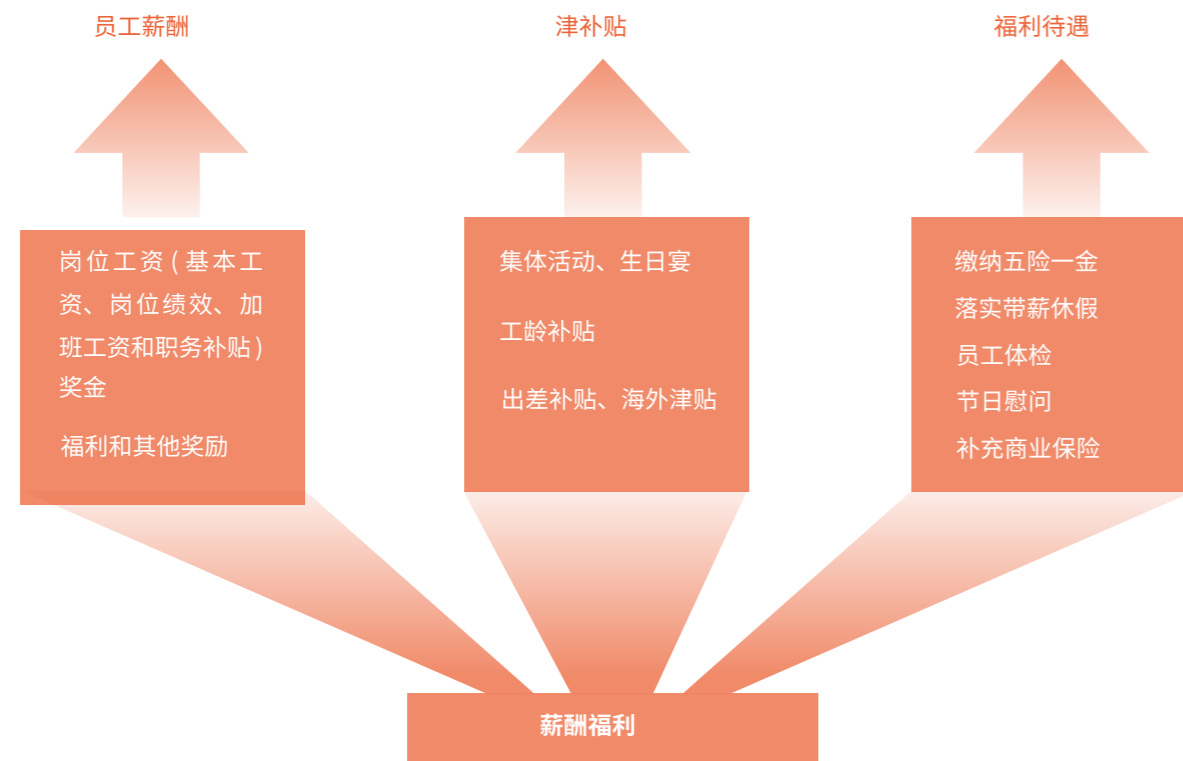 员工薪酬
津补贴
福利待遇
岗位工资(基本工
资、岗位绩效、加
班工资和职务补贴)
奖金
福利和其他奖励
集体活动、生日宴
工龄补贴
出差补贴、海外津贴
缴纳五险一金
落实带薪休假
员工体检
节日慰问
补充商业保险
薪酬福利